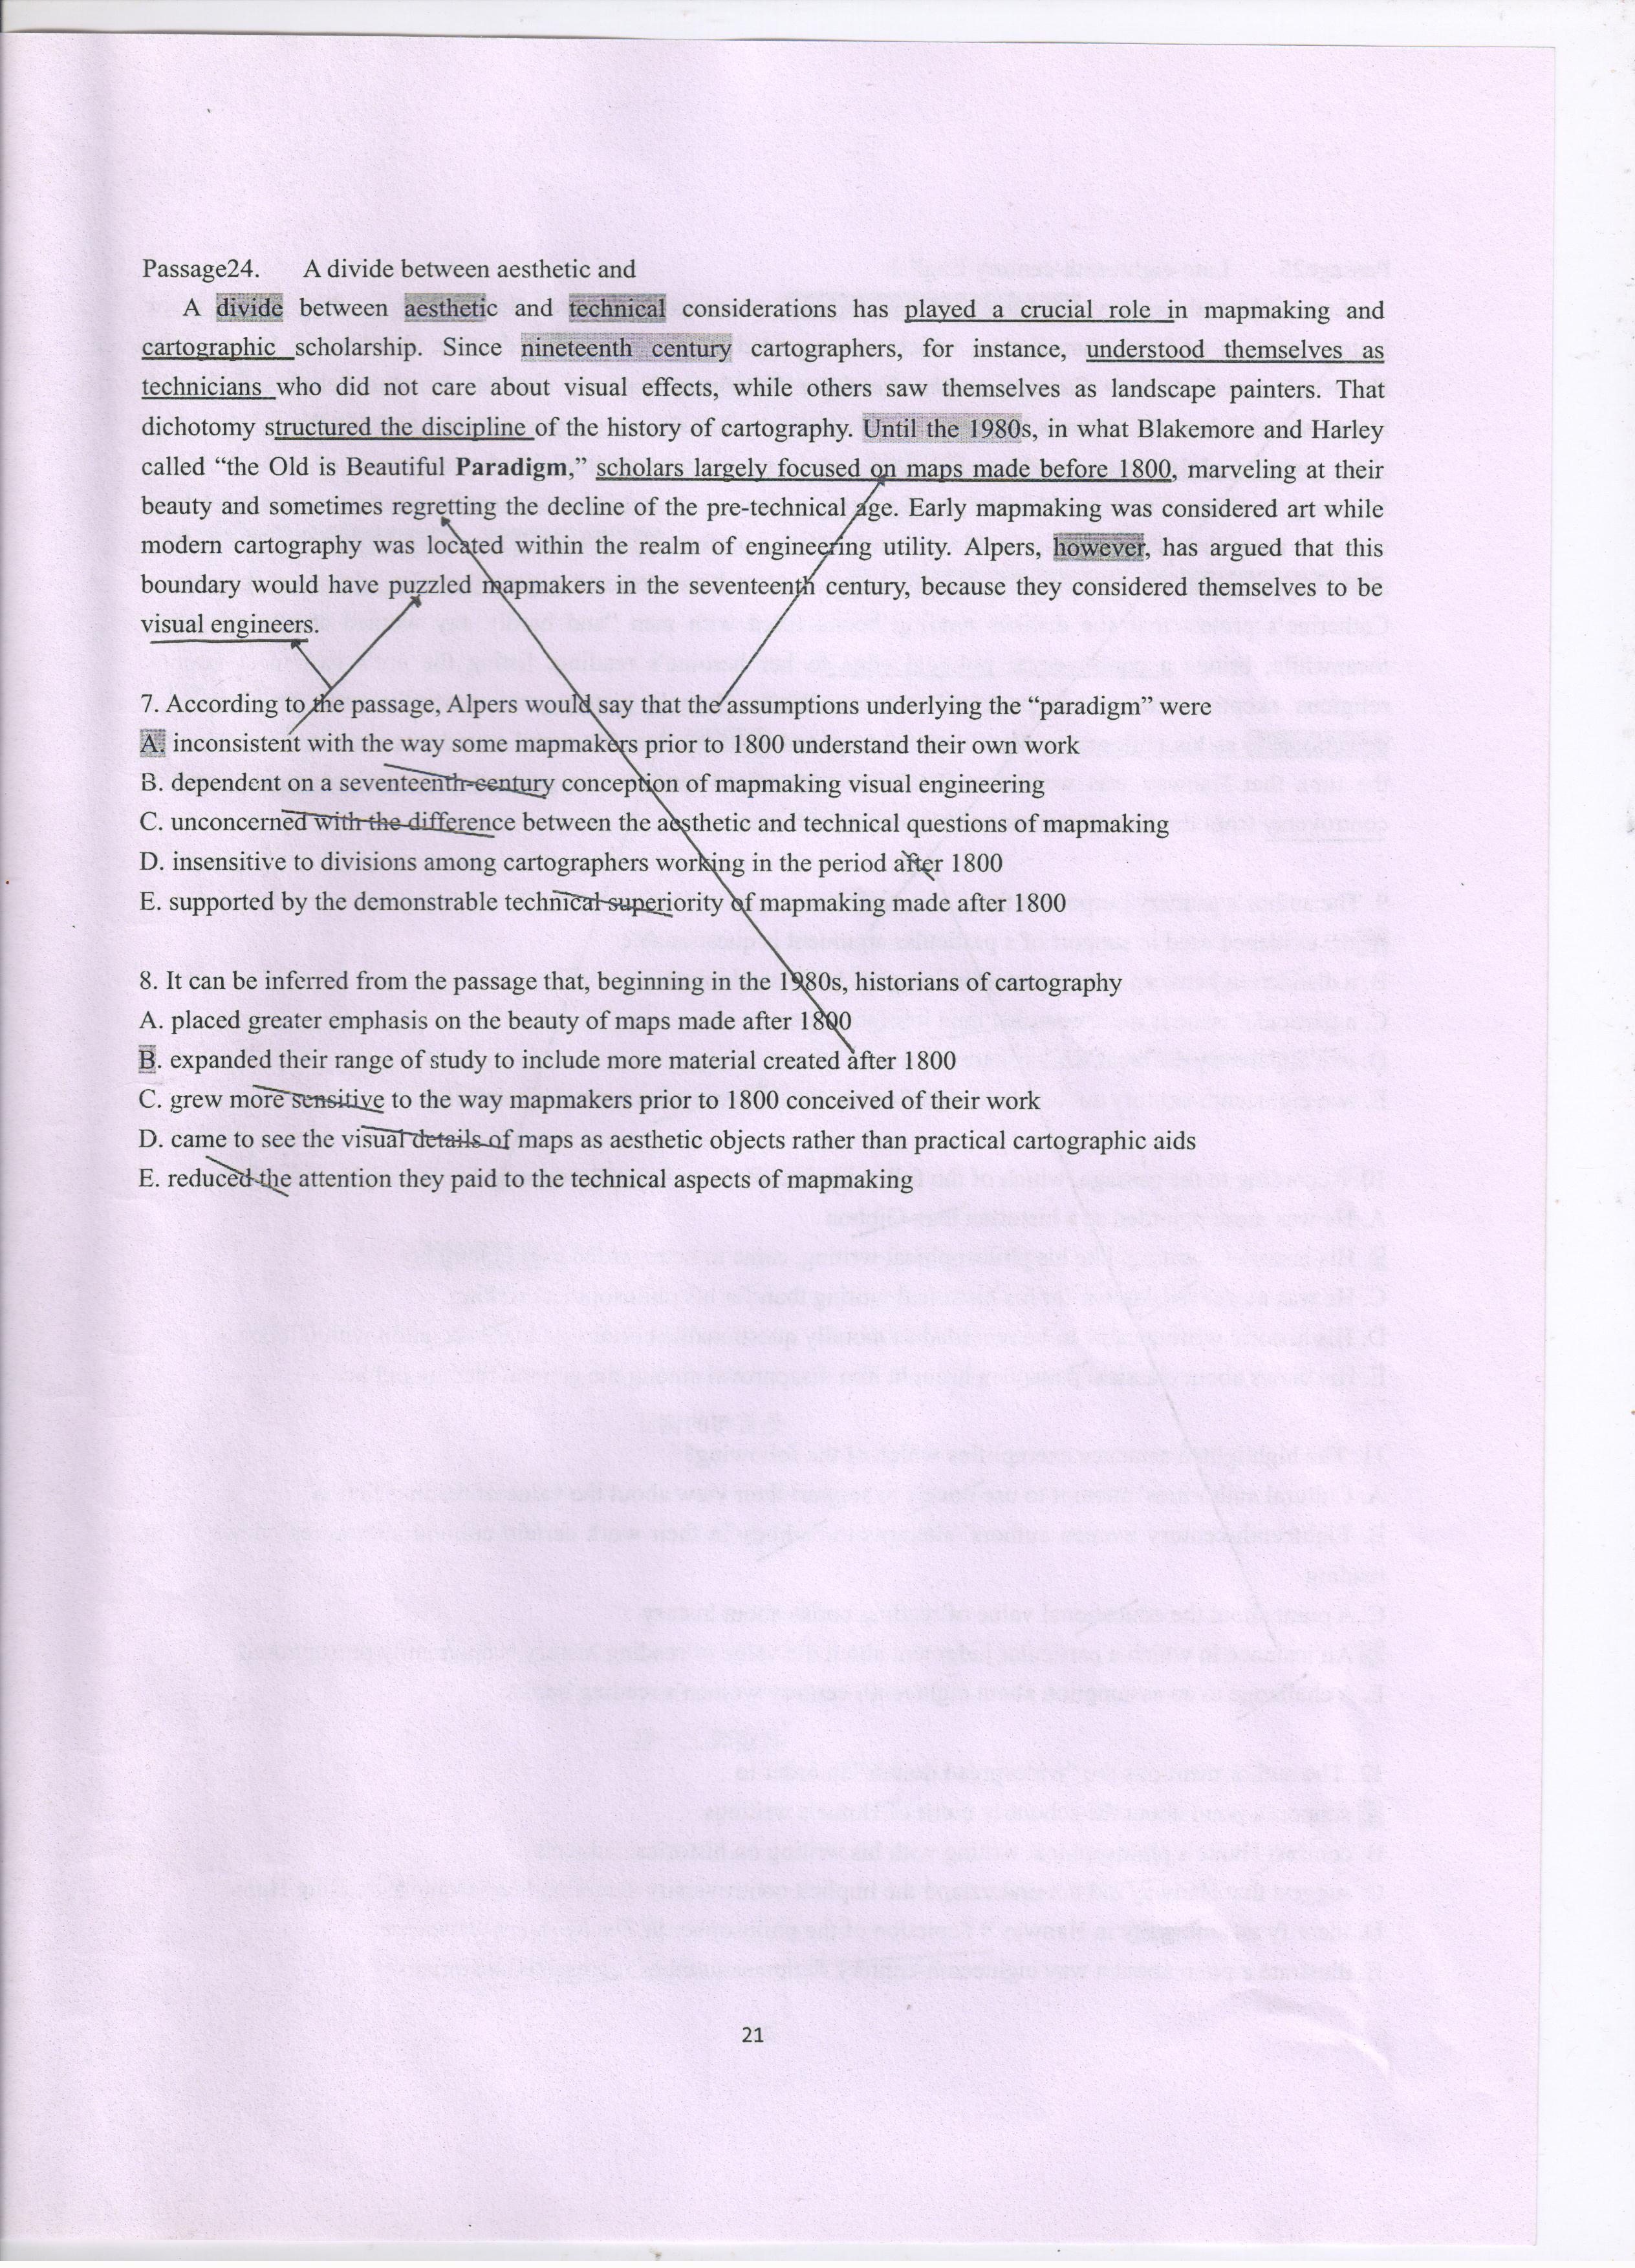 Passage24. A divide between aesthetic and
A divide between aesthetic and technical considerations has played a crucial role in mapmaking and
cartographic scholarship. Since nineteenth century cartographers, for instance, understood themselves as
technicians who did not care about visual effects, while others saw themselves as landscape painters. That
dichotomy structured the discipline of the history of cartography. Until the 1980s, in what Blakemore and Harley
called “the Old is Beautiful Paradigm,” scholars largely focused on maps made before 1800, marveling at their
beauty and sometimes regretting the decline of the pre-technical age. Early mapmaking was considered art while
modern cartography was located within the realm of engineering utility. Alpers, however, has argued that this
boundary would have puzzled mapmakers in the seventeenth century, because they considered themselves to be
visual engineers.
7. According to the passage, Alpers would say that the assumptions underlying the “paradigm” were
A. inconsistent with the way some mapmakers prior to 1800 understand their own work
B. dependent on a seventeenth-century conception of mapmaking visual engineering
C. unconcerned with the difference between the aesthetic and technical questions of mapmaking
D. insensitive to divisions among cartographers working in the period after 1800
E. supported by the demonstrable technical superiority of mapmaking made after 1800
8. It can be inferred from the passage that, beginning in the 1980s, historians of cartography
A. placed greater emphasis on the beauty of maps made after 1800
B. expanded their range of study to include more material created after 1800
C. grew more sensitive to the way mapmakers prior to 1800 conceived of their work
D. came to see the visual details of maps as aesthetic objects rather than practical cartographic aids
E. reduced the attention they paid to the technical aspects of mapmaking
21